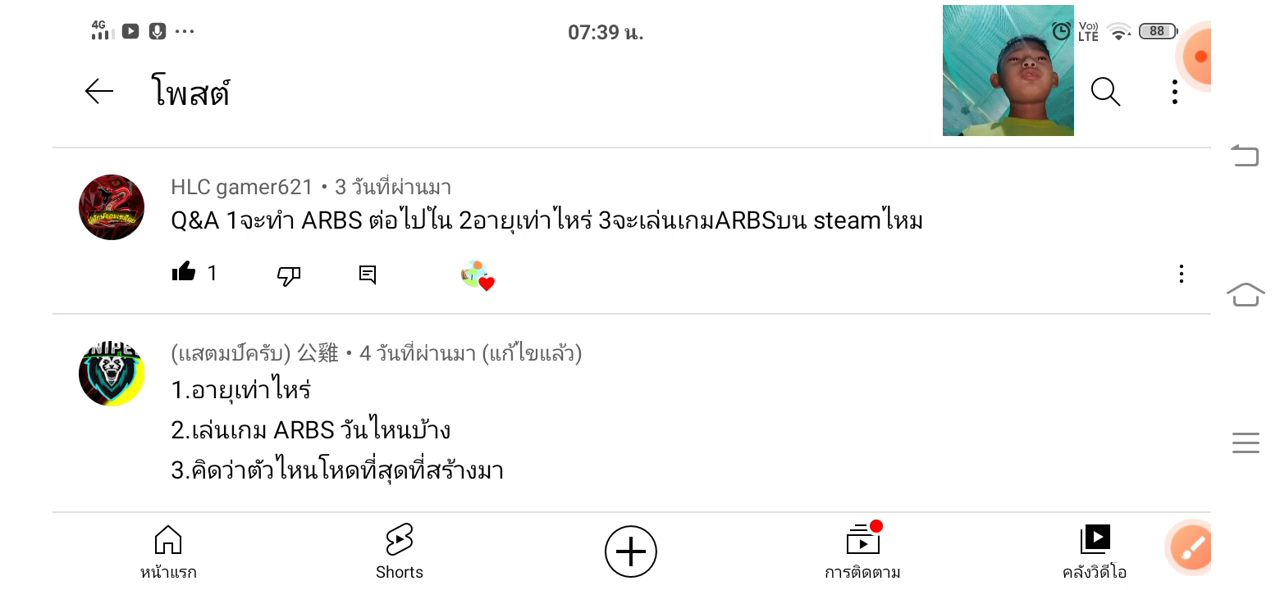 4G
07:39 น.
Vo)) LTE
88
โพสต์
HLC gamer621 • 3 วันที่ผ่านมา
Q&A 1จะทำ ARBS ต่อไปใน 2อายุเท่าไหร่ 3จะเล่นเกมARBSบน steamไหม
1
(แสตมป์ครับ) 公雞 • 4 วันที่ผ่านมา (แก้ไขแล้ว)
1.อายุเท่าไหร่
2.เล่นเกม ARBS วันไหนบ้าง
3.คิดว่าตัวไหนโหดที่สุดที่สร้างมา
หน้าแรก
Shorts
การติดตาม
คลังวิดีโอ